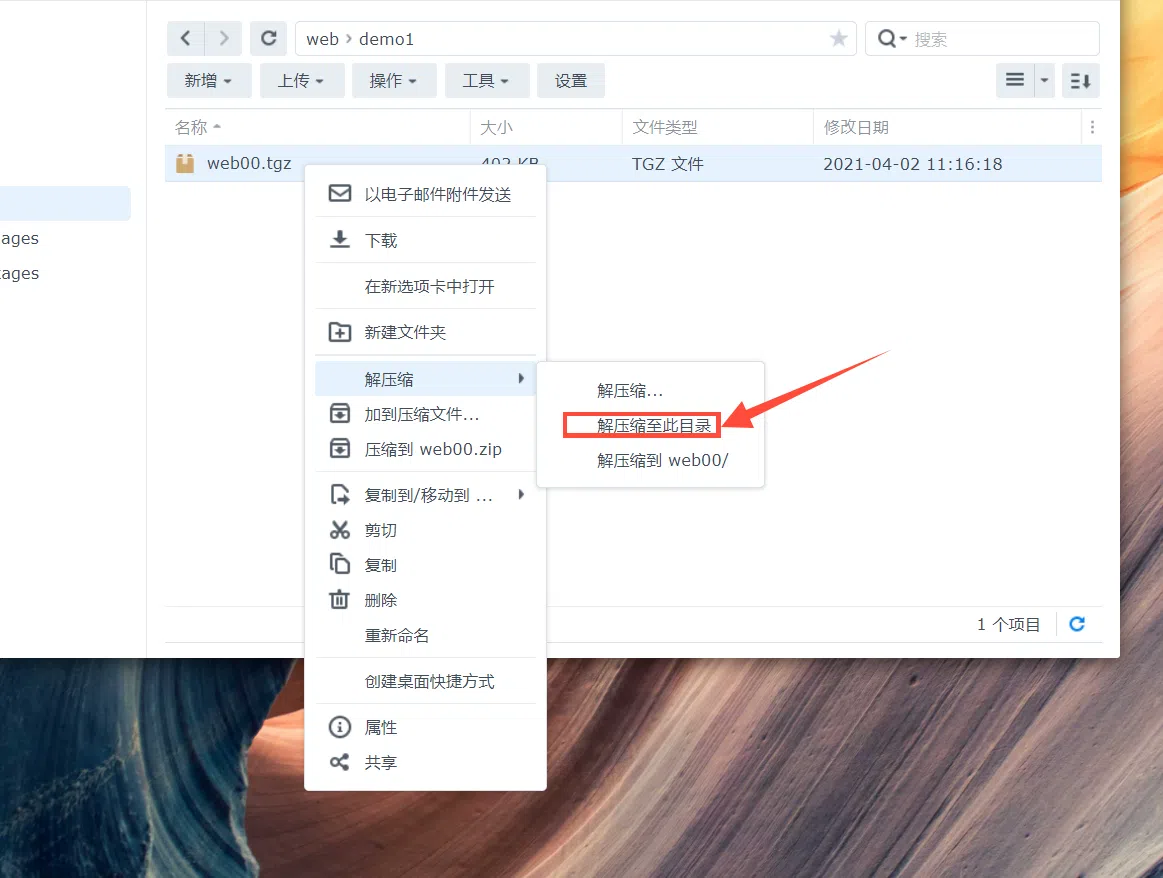 web › demo1
搜索
新增
上传
操作
工具
设置
名称
大小
文件类型
修改日期
web00.tgz
402 KB
TGZ 文件
2021-04-02 11:16:18
ages
ages
以电子邮件附件发送
下载
在新选项卡中打开
新建文件夹
解压缩
加到压缩文件...
压缩到 web00.zip
复制到/移动到 ...
剪切
复制
删除
重新命名
创建桌面快捷方式
属性
共享
解压缩...
解压缩至此目录
解压缩到 web00/
1 个项目